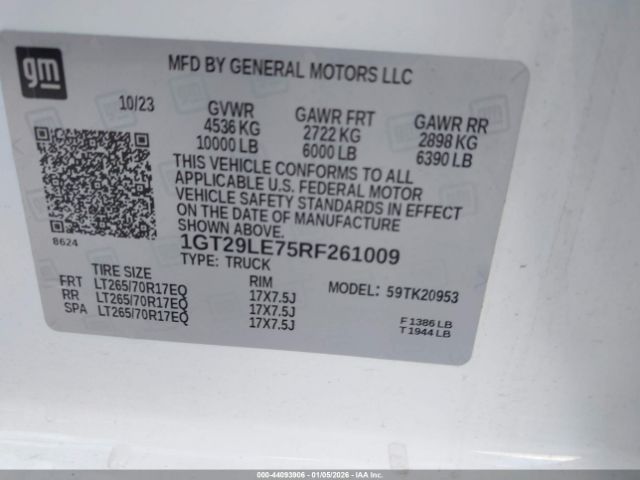 gm
MFD BY GENERAL MOTORS LLC
10/23 GVWR GAWR FRT GAWR RR
4536 KG 2722 KG 2898 KG
10000 LB 6000 LB 6390 LB
THIS VEHICLE CONFORMS TO ALL
APPLICABLE U.S. FEDERAL MOTOR
VEHICLE SAFETY STANDARDS IN EFFECT
ON THE DATE OF MANUFACTURE
SHOWN ABOVE.
8624
1GT29LE75RF261009
TYPE: TRUCK
TIRE SIZE RIM MODEL: 59TK20953
FRT LT265/70R17EQ 17X7.5J
RR LT265/70R17EQ 17X7.5J
SPA LT265/70R17EQ 17X7.5J
F 1386 LB
T 1944 LB
000-44093906 - 01/05/2026 - IAA Inc.